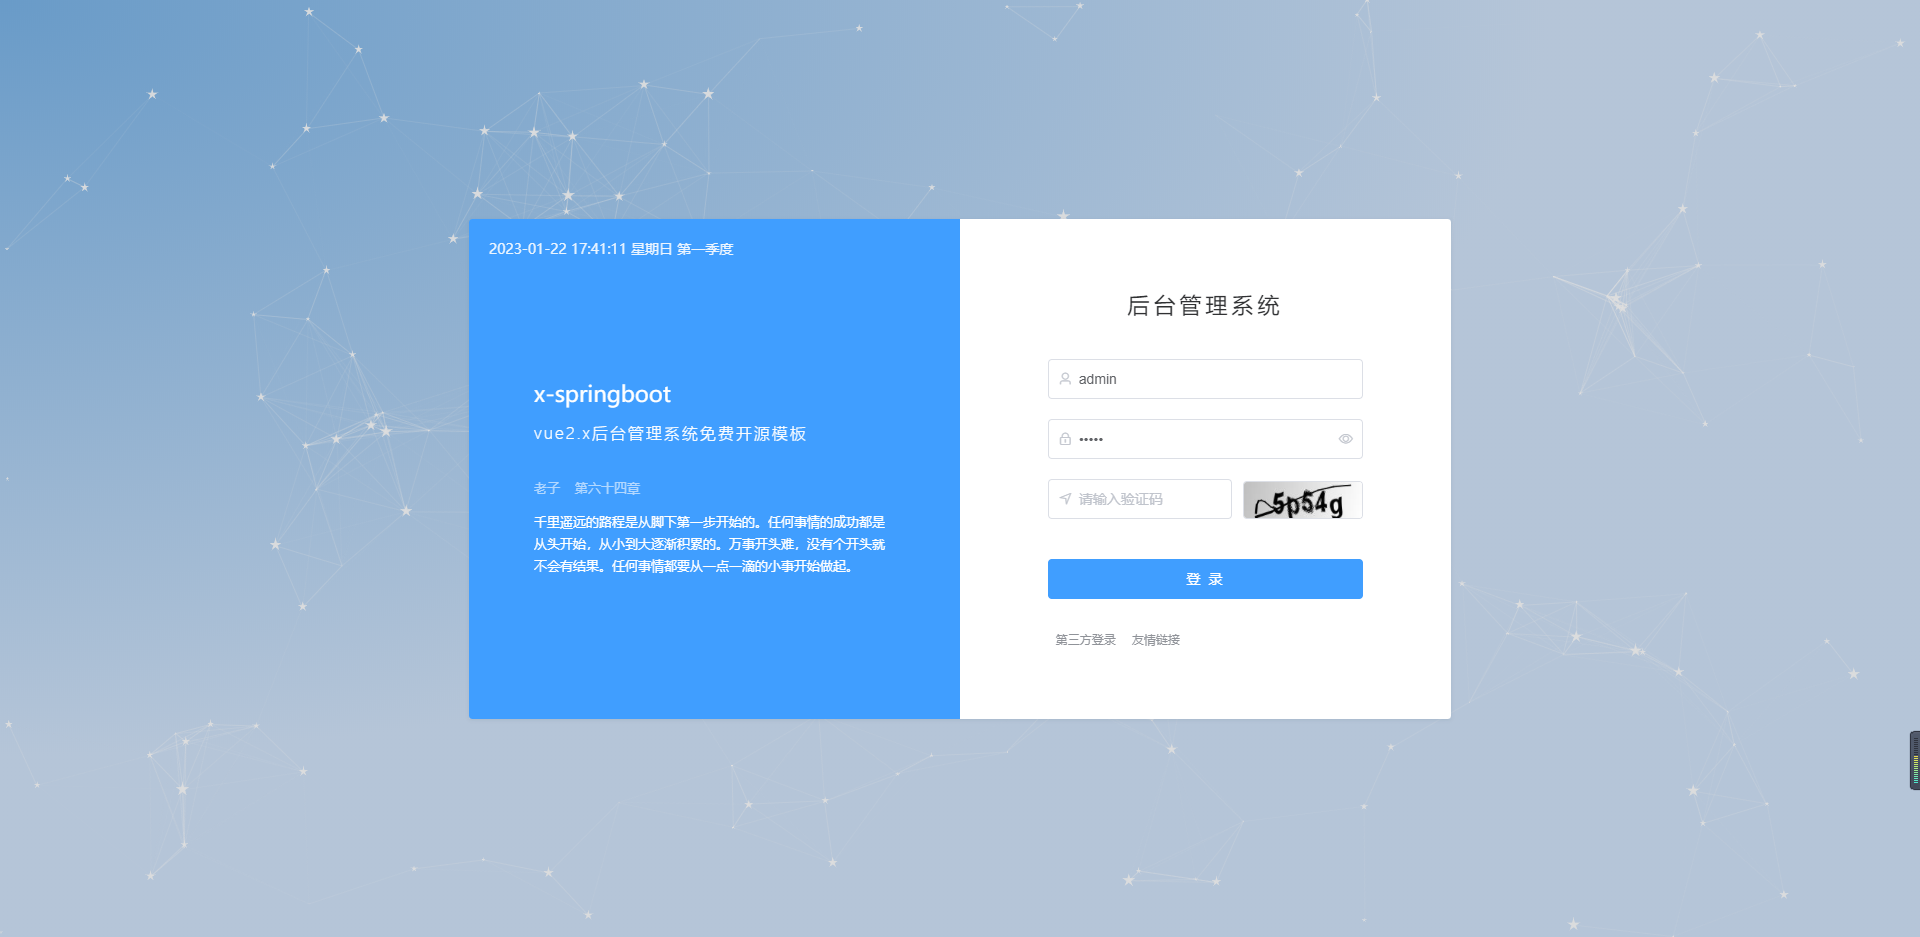 2023-01-22 17:41:11 星期日 第一季度
x-springboot
vue2.x后台管理系统免费开源模板
老子 第六十四章
千里遥远的路程是从脚下第一步开始的。任何事情的成功都是
从头开始，从小到大逐渐积累的。万事开头难，没有个开头就
不会有结果。任何事情都要从一点一滴的小事开始做起。
后台管理系统
admin
•••••
请输入验证码
5p54g
登 录
第三方登录 友情链接